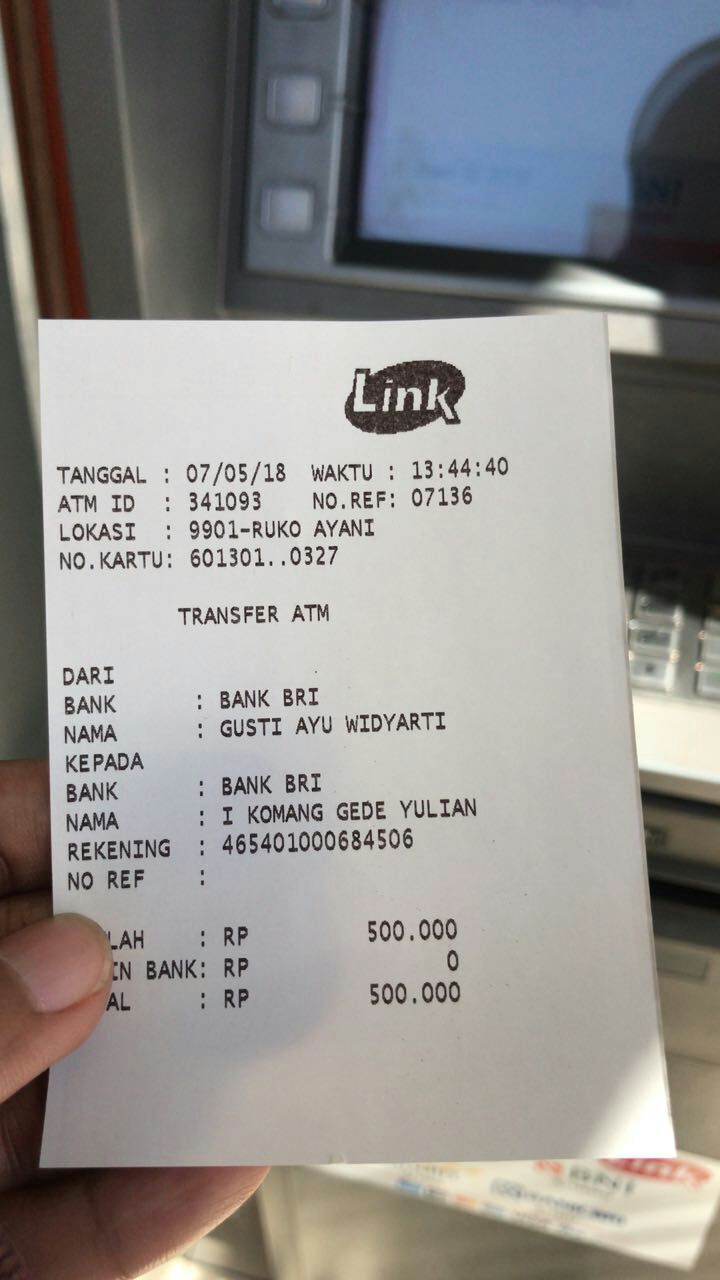 BNI
Link
TANGGAL : 07/05/18 WAKTU : 13:44:40
ATM ID : 341093 NO.REF: 07136
LOKASI : 9901-RUKO AYANI
NO.KARTU: 601301..0327
TRANSFER ATM
DARI
BANK : BANK BRI
NAMA : GUSTI AYU WIDYARTI
KEPADA
BANK : BANK BRI
NAMA : I KOMANG GEDE YULIAN
REKENING : 465401000684506
NO REF :
LAH : RP 500.000
IN BANK: RP 0
AL : RP 500.000
BNI Link